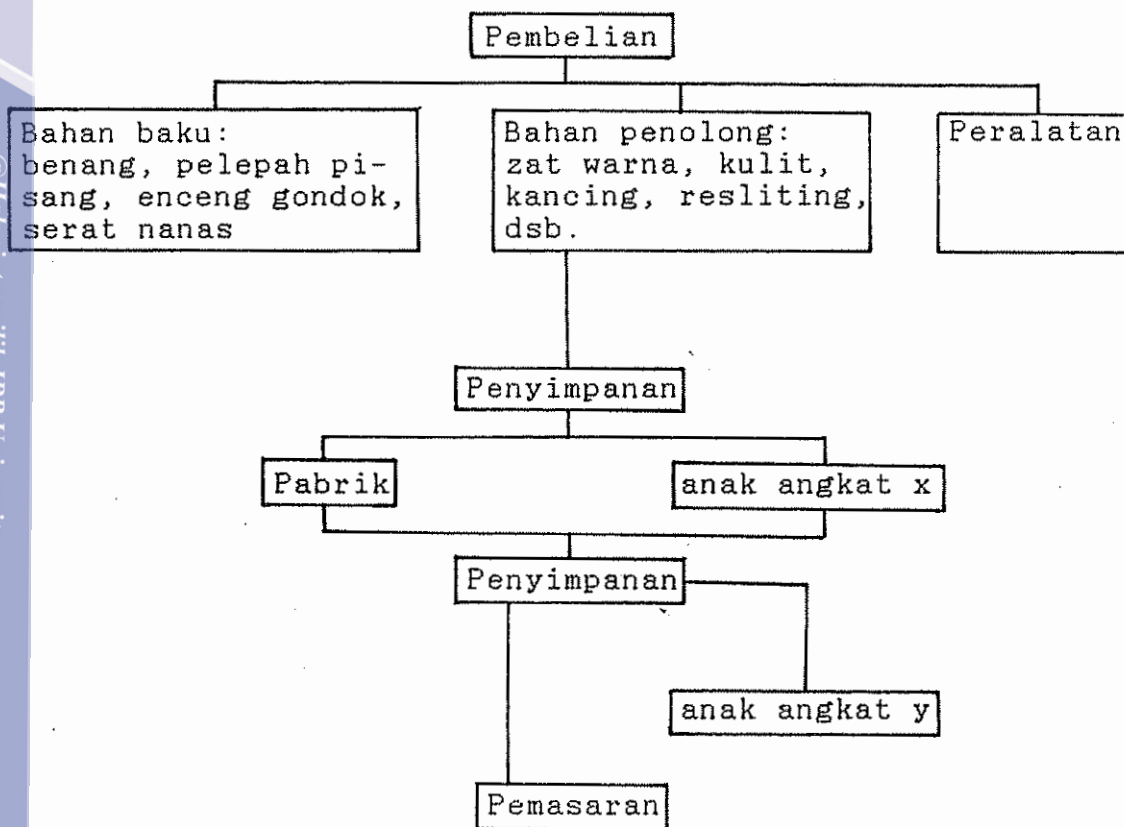 Pembelian
Bahan baku:
benang, pelepah pi-
sang, enceng gondok,
serat nanas
Bahan penolong:
zat warna, kulit,
kancing, resliting,
dsb.
Peralatan
Penyimpanan
Pabrik
anak angkat x
Penyimpanan
anak angkat y
Pemasaran